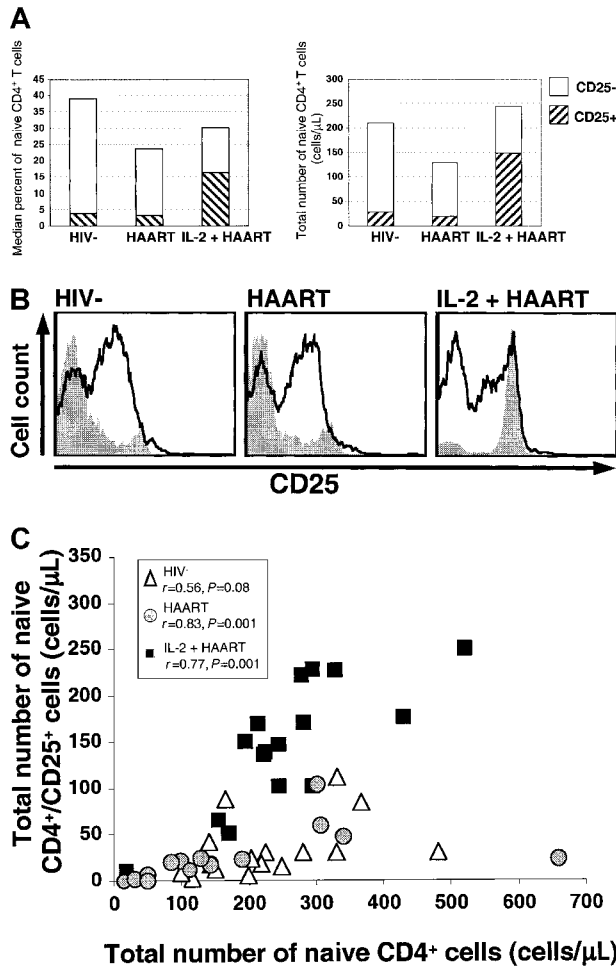 A
Median percent of naive CD4⁺ T cells
45
40
35
30
25
20
15
10
5
0
HIV-
HAART
IL-2 + HAART
Total number of naive CD4⁺ T cells
(cells/µL)
300
250
200
150
100
50
0
HIV-
HAART
IL-2 + HAART
CD25-
CD25+
B
HIV-
HAART
IL-2 + HAART
Cell count
CD25
C
Total number of naive
CD4⁺/CD25⁺ cells (cells/µL)
350
300
250
200
150
100
50
0
HIV⁻
r=0.56, P=0.08
HAART
r=0.83, P=0.001
IL-2 + HAART
r=0.77, P=0.001
0 100 200 300 400 500 600 700
Total number of naive CD4⁺ cells (cells/µL)